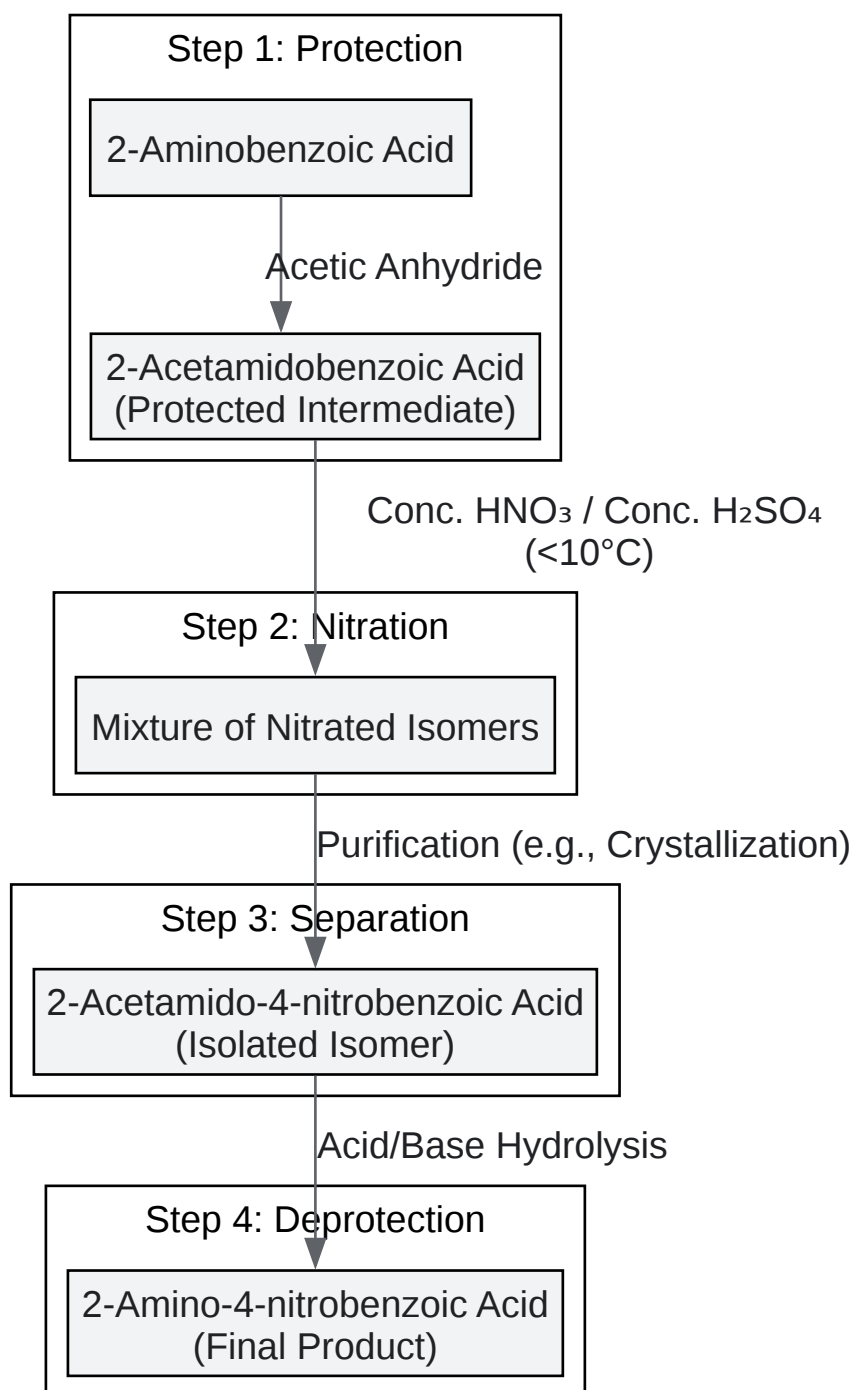 Step 1: Protection
2-Aminobenzoic Acid
Acetic Anhydride
2-Acetamidobenzoic Acid
(Protected Intermediate)
Conc. HNO₃ / Conc. H₂SO₄
(<10°C)
Step 2: Nitration
Mixture of Nitrated Isomers
Purification (e.g., Crystallization)
Step 3: Separation
2-Acetamido-4-nitrobenzoic Acid
(Isolated Isomer)
Acid/Base Hydrolysis
Step 4: Deprotection
2-Amino-4-nitrobenzoic Acid
(Final Product)